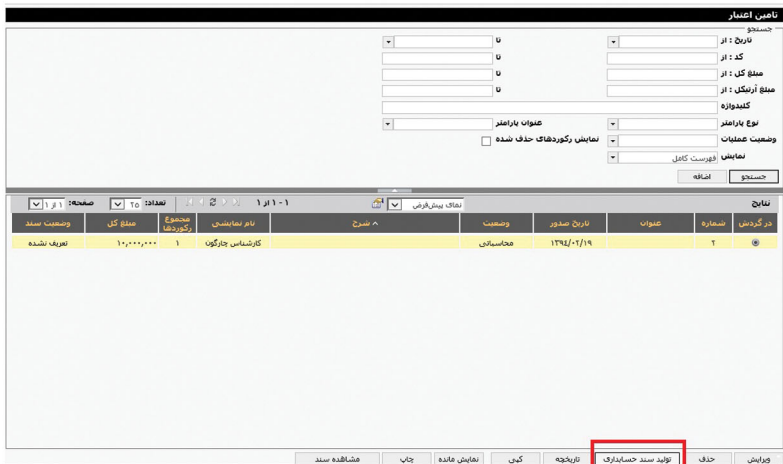 تامین اعتبار
جستجو
تاریخ : از تا
کد : از تا
مبلغ کل : از تا
مبلغ آرتیکل : از تا
کلیدواژه
نوع پارامتر عنوان پارامتر
وضعیت عملیات نمایش رکوردهای حذف شده
نمایش فهرست کامل
جستجو اضافه
نتایج نمای پیش‌فرض ۱ - ۱ از ۱ تعداد: ۲۵ صفحه: ۱ از ۱
در گردش شماره عنوان تاریخ صدور وضعیت شرح نام نمایشی مجموع رکوردها مبلغ کل وضعیت سند
۲ ۱۳۹۴/۰۲/۱۹ محاسباتی کارشناس چارگون ۱ ۱۰,۰۰۰,۰۰۰ تعریف نشده
ویرایش حذف تولید سند حسابداری تاریخچه کپی نمایش مانده چاپ مشاهده سند